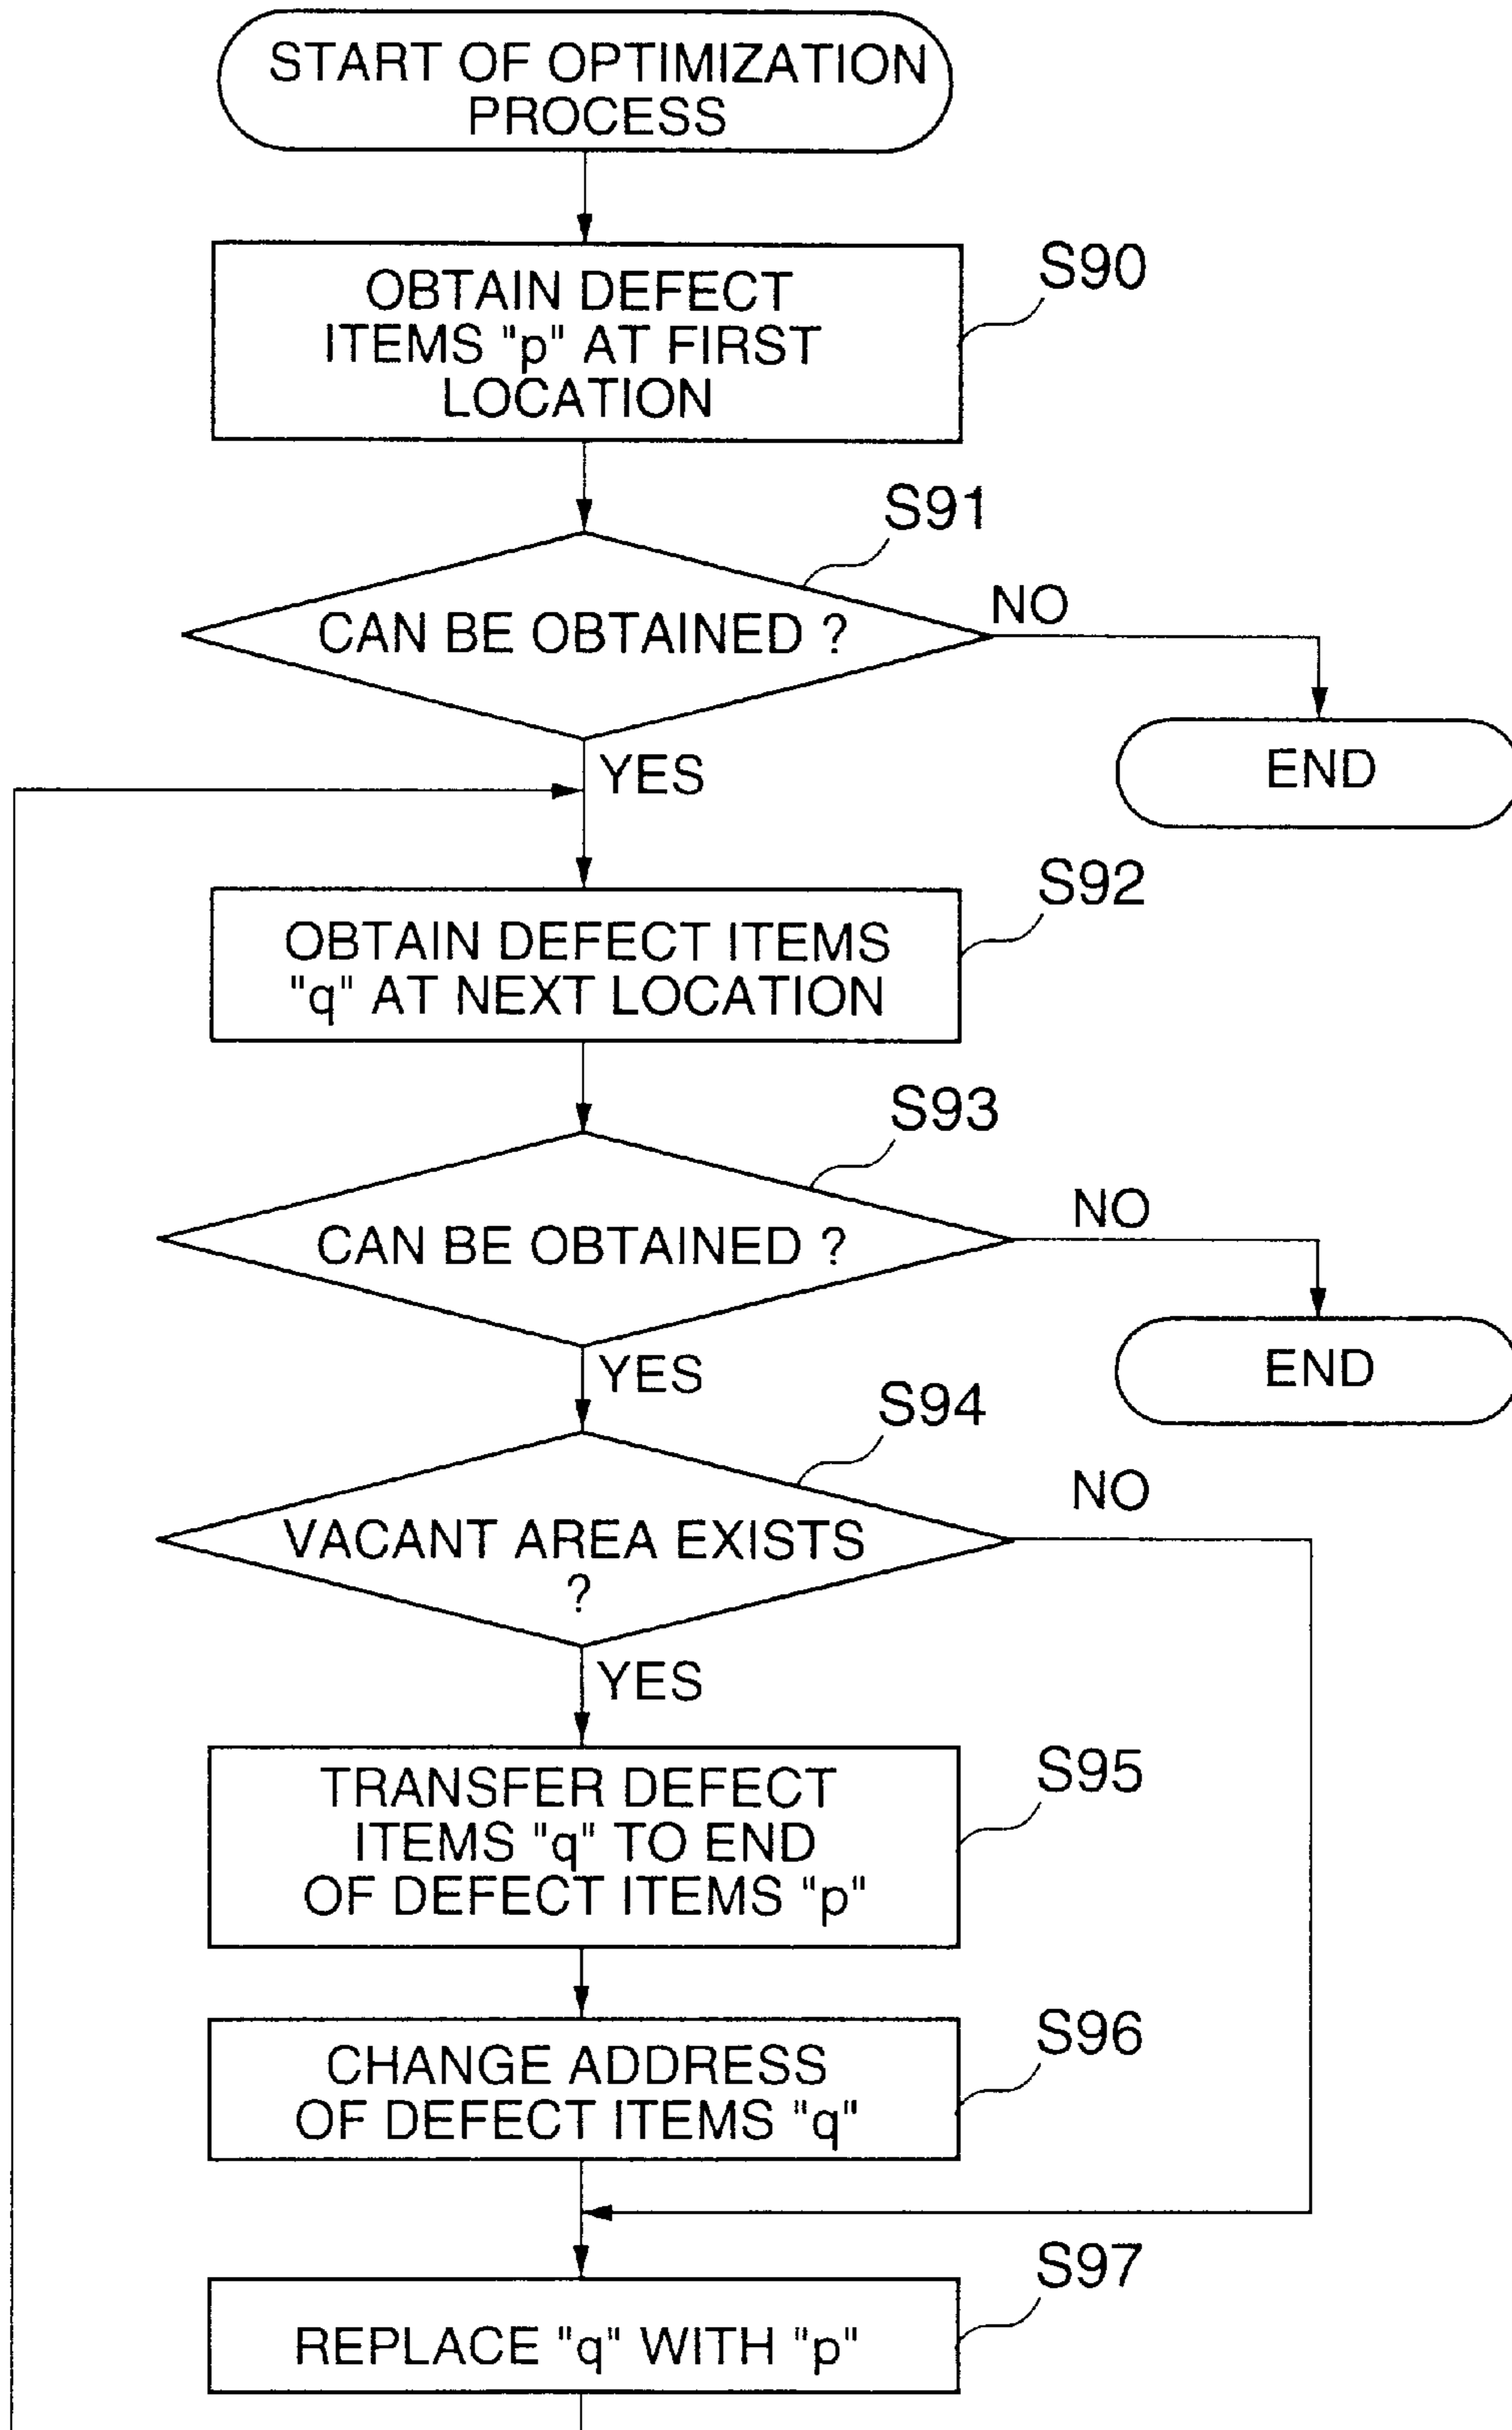 START OF OPTIMIZATION
PROCESS
S90
OBTAIN DEFECT
ITEMS "p" AT FIRST
LOCATION
S91
CAN BE OBTAINED ?
NO
END
YES
S92
OBTAIN DEFECT ITEMS
"q" AT NEXT LOCATION
S93
CAN BE OBTAINED ?
NO
END
YES
S94
VACANT AREA EXISTS
?
NO
YES
S95
TRANSFER DEFECT
ITEMS "q" TO END
OF DEFECT ITEMS "p"
S96
CHANGE ADDRESS
OF DEFECT ITEMS "q"
S97
REPLACE "q" WITH "p"